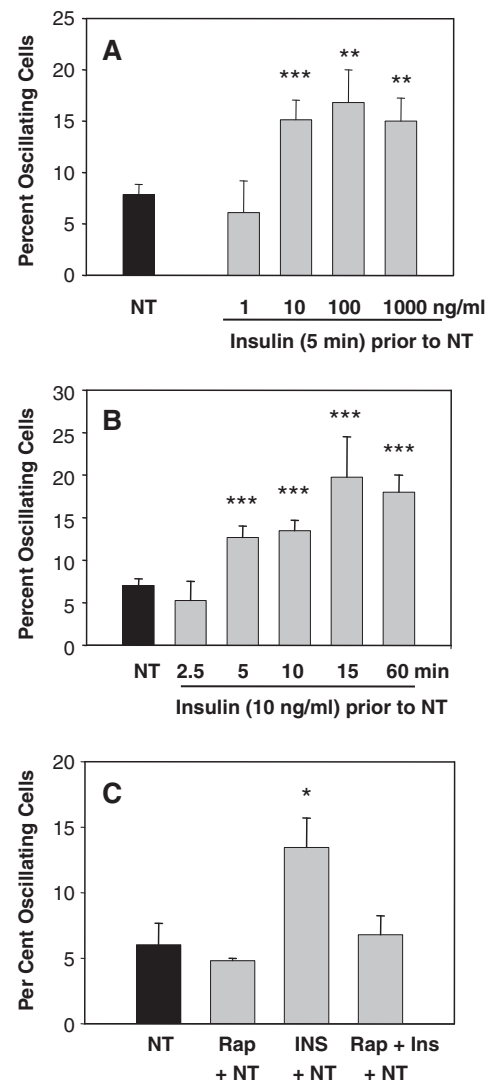 25
20
15
10
5
0
Percent Oscillating Cells
A
***
**
**
NT
1 10 100 1000 ng/ml
Insulin (5 min) prior to NT
30
25
20
15
10
5
0
Percent Oscillating Cells
B
***
***
***
***
NT 2.5 5 10 15 60 min
Insulin (10 ng/ml) prior to NT
20
15
10
5
0
Per Cent Oscillating Cells
C
*
NT Rap INS Rap + Ins
+ NT + NT + NT